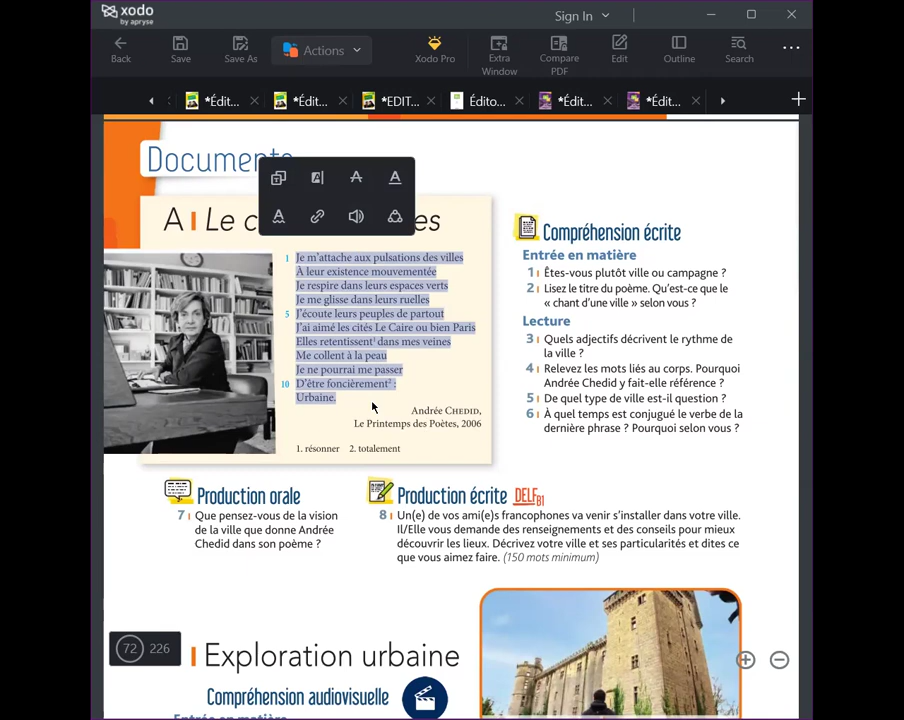 xodo
by apryse
Sign In
Back
Save
Save As
Actions
Xodo Pro
Extra Window
Compare PDF
Edit
Outline
Search
*Édit...
*Édit...
*EDIT...
Édito...
*Édit...
*Édit...
Documents
A Le c
es
1 Je m'attache aux pulsations des villes
À leur existence mouvementée
Je respire dans leurs espaces verts
Je me glisse dans leurs ruelles
5 J'écoute leurs peuples de partout
J'ai aimé les cités Le Caire ou bien Paris
Elles retentissent¹ dans mes veines
Me collent à la peau
Je ne pourrai me passer
10 D'être foncièrement² :
Urbaine.
Andrée CHEDID,
Le Printemps des Poètes, 2006
1. résonner 2. totalement
Compréhension écrite
Entrée en matière
1 Êtes-vous plutôt ville ou campagne ?
2 Lisez le titre du poème. Qu'est-ce que le
« chant d'une ville » selon vous ?
Lecture
3 Quels adjectifs décrivent le rythme de
la ville ?
4 Relevez les mots liés au corps. Pourquoi
Andrée Chedid y fait-elle référence ?
5 De quel type de ville est-il question ?
6 À quel temps est conjugué le verbe de la
dernière phrase ? Pourquoi selon vous ?
Production orale
7 Que pensez-vous de la vision
de la ville que donne Andrée
Chedid dans son poème ?
Production écrite DELF B1
8 Un(e) de vos ami(e)s francophones va venir s'installer dans votre ville.
Il/Elle vous demande des renseignements et des conseils pour mieux
découvrir les lieux. Décrivez votre ville et ses particularités et dites ce
que vous aimez faire. (150 mots minimum)
72 226
Exploration urbaine
Compréhension audiovisuelle
Entrée en matière